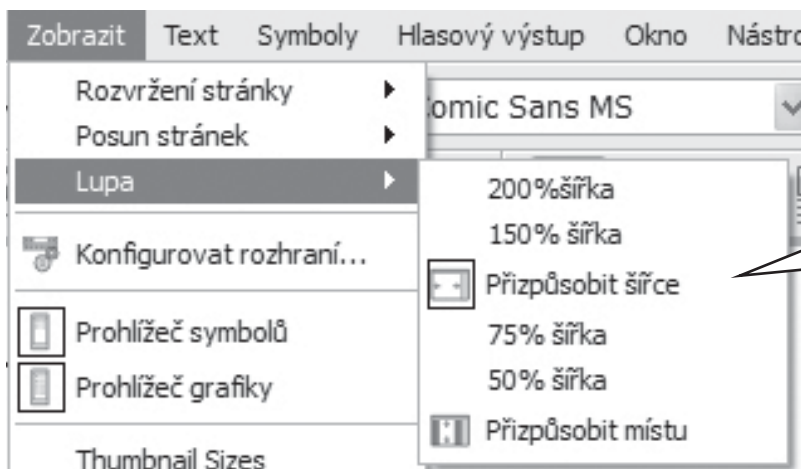 Zobrazit Text Symboly Hlasový výstup Okno
Rozvržení stránky
Comic Sans MS
Posun stránek
Lupa
200%šířka
150% šířka
Konfigurovat rozhraní...
Přizpůsobit šířce
Prohlížeč symbolů
75% šířka
Prohlížeč grafiky
50% šířka
Přizpůsobit místu
Thumbnail Sizes